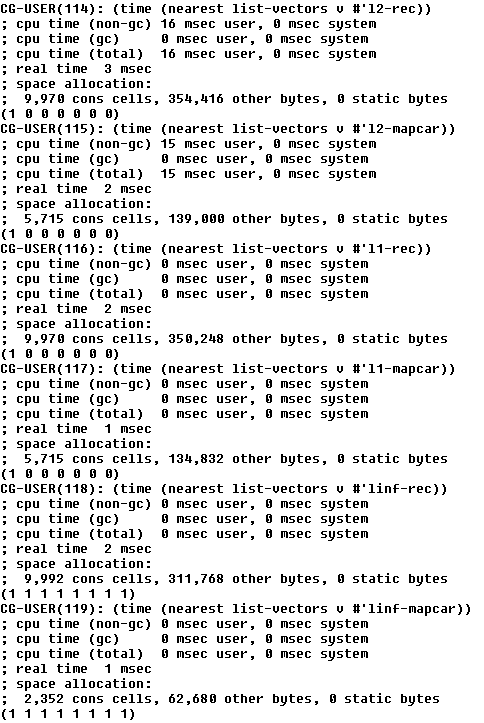 CG-USER(114): (time (nearest list-vectors v #'l2-rec))
; cpu time (non-gc) 16 msec user, 0 msec system
; cpu time (gc)     0 msec user, 0 msec system
; cpu time (total)  16 msec user, 0 msec system
; real time  3 msec
; space allocation:
;  9,970 cons cells, 354,416 other bytes, 0 static bytes
(1 0 0 0 0 0 0)
CG-USER(115): (time (nearest list-vectors v #'l2-mapcar))
; cpu time (non-gc) 15 msec user, 0 msec system
; cpu time (gc)     0 msec user, 0 msec system
; cpu time (total)  15 msec user, 0 msec system
; real time  2 msec
; space allocation:
;  5,715 cons cells, 139,000 other bytes, 0 static bytes
(1 0 0 0 0 0 0)
CG-USER(116): (time (nearest list-vectors v #'l1-rec))
; cpu time (non-gc) 0 msec user, 0 msec system
; cpu time (gc)     0 msec user, 0 msec system
; cpu time (total)  0 msec user, 0 msec system
; real time  2 msec
; space allocation:
;  9,970 cons cells, 350,248 other bytes, 0 static bytes
(1 0 0 0 0 0 0)
CG-USER(117): (time (nearest list-vectors v #'l1-mapcar))
; cpu time (non-gc) 0 msec user, 0 msec system
; cpu time (gc)     0 msec user, 0 msec system
; cpu time (total)  0 msec user, 0 msec system
; real time  1 msec
; space allocation:
;  5,715 cons cells, 134,832 other bytes, 0 static bytes
(1 0 0 0 0 0 0)
CG-USER(118): (time (nearest list-vectors v #'linf-rec))
; cpu time (non-gc) 0 msec user, 0 msec system
; cpu time (gc)     0 msec user, 0 msec system
; cpu time (total)  0 msec user, 0 msec system
; real time  2 msec
; space allocation:
;  9,992 cons cells, 311,768 other bytes, 0 static bytes
(1 1 1 1 1 1 1 1)
CG-USER(119): (time (nearest list-vectors v #'linf-mapcar))
; cpu time (non-gc) 0 msec user, 0 msec system
; cpu time (gc)     0 msec user, 0 msec system
; cpu time (total)  0 msec user, 0 msec system
; real time  1 msec
; space allocation:
;  2,352 cons cells, 62,680 other bytes, 0 static bytes
(1 1 1 1 1 1 1 1)